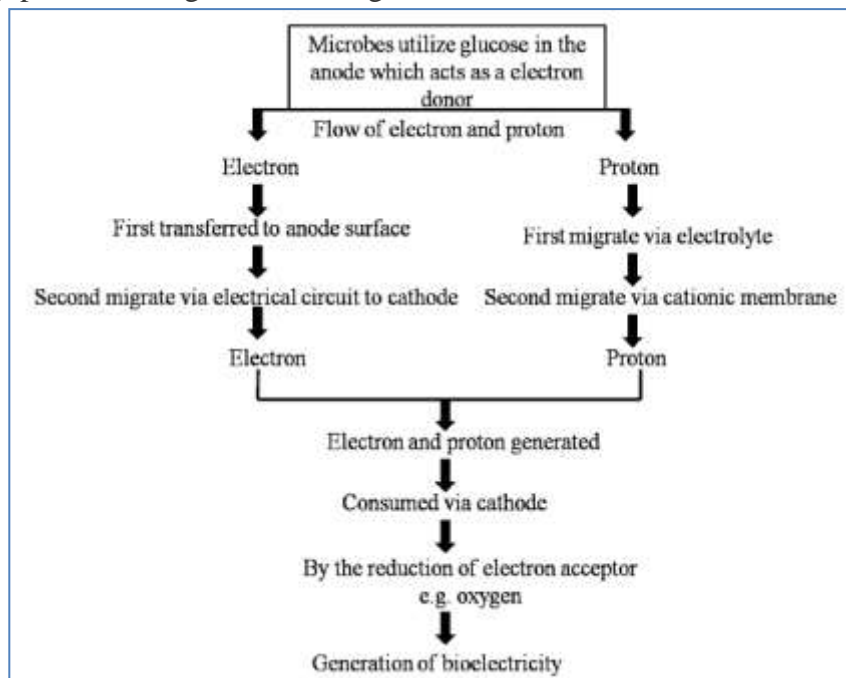 Microbes utilize glucose in the
anode which acts as a electron
donor
Flow of electron and proton
Electron
Proton
First transferred to anode surface
First migrate via electrolyte
Second migrate via electrical circuit to cathode
Second migrate via cationic membrane
Electron
Proton
Electron and proton generated
Consumed via cathode
By the reduction of electron acceptor
e.g. oxygen
Generation of bioelectricity